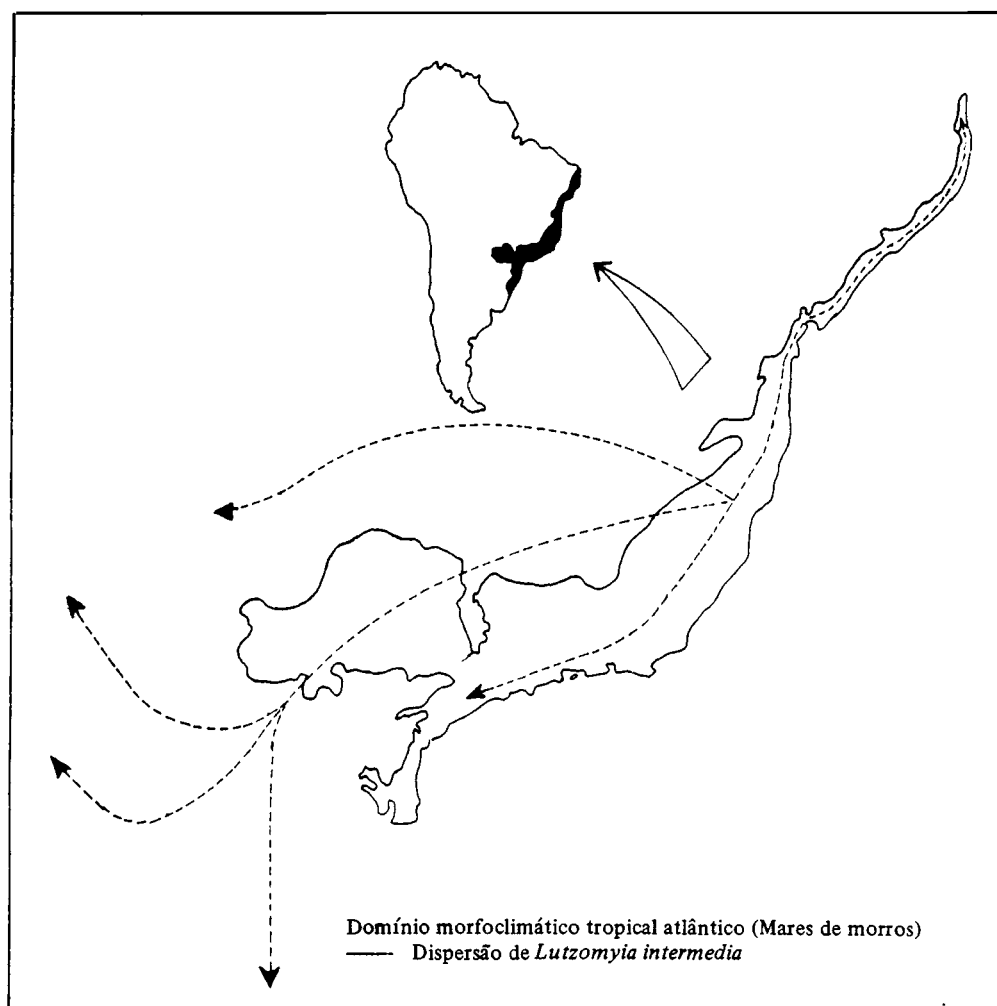 Domínio morfoclimático tropical atlântico (Mares de morros)
Dispersão de Lutzomyia intermedia